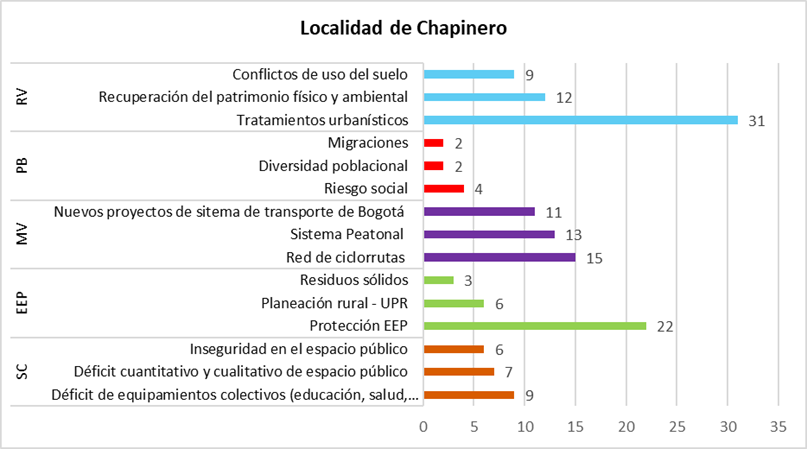 Localidad de Chapinero
RV
Conflictos de uso del suelo 9
Recuperación del patrimonio físico y ambiental 12
Tratamientos urbanísticos 31
PB
Migraciones 2
Diversidad poblacional 2
Riesgo social 4
MV
Nuevos proyectos de sitema de transporte de Bogotá 11
Sistema Peatonal 13
Red de ciclorrutas 15
EEP
Residuos sólidos 3
Planeación rural - UPR 6
Protección EEP 22
SC
Inseguridad en el espacio público 6
Déficit cuantitativo y cualitativo de espacio público 7
Déficit de equipamientos colectivos (educación, salud,... 9
0 5 10 15 20 25 30 35